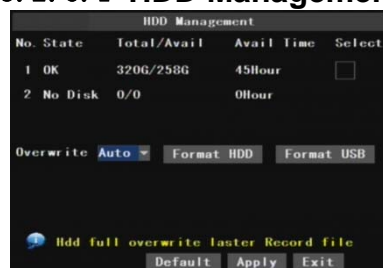 HDD Management
No. State Total/Avail Avail Time Select
1 OK 320G/258G 45Hour
2 No Disk 0/0 0Hour
Overwrite Auto Format HDD Format USB
Hdd full overwrite laster Record file
Default Apply Exit